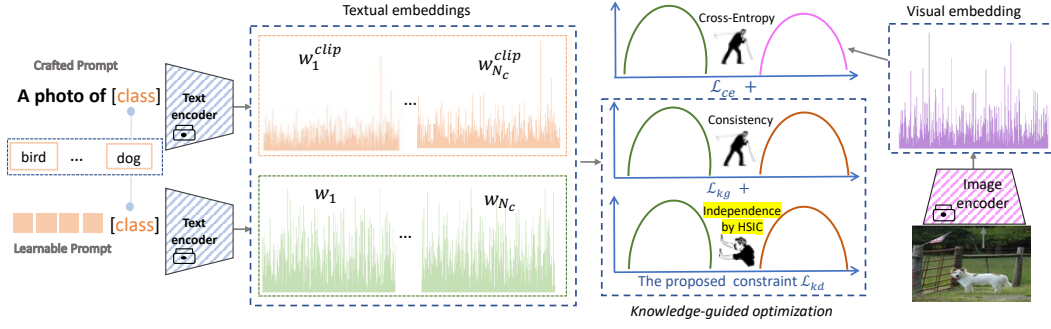 Textual embeddings
Visual embedding
Crafted Prompt
A photo of [class]
bird ... dog
[class]
Learnable Prompt
Text
encoder
Text
encoder
w_1^{clip} ... w_{N_c}^{clip}
w_1 ... w_{N_c}
Cross-Entropy
ℒ_{ce} +
Consistency
ℒ_{kg} +
Independence
by HSIC
The proposed constraint ℒ_{kd}
Knowledge-guided optimization
Image
encoder